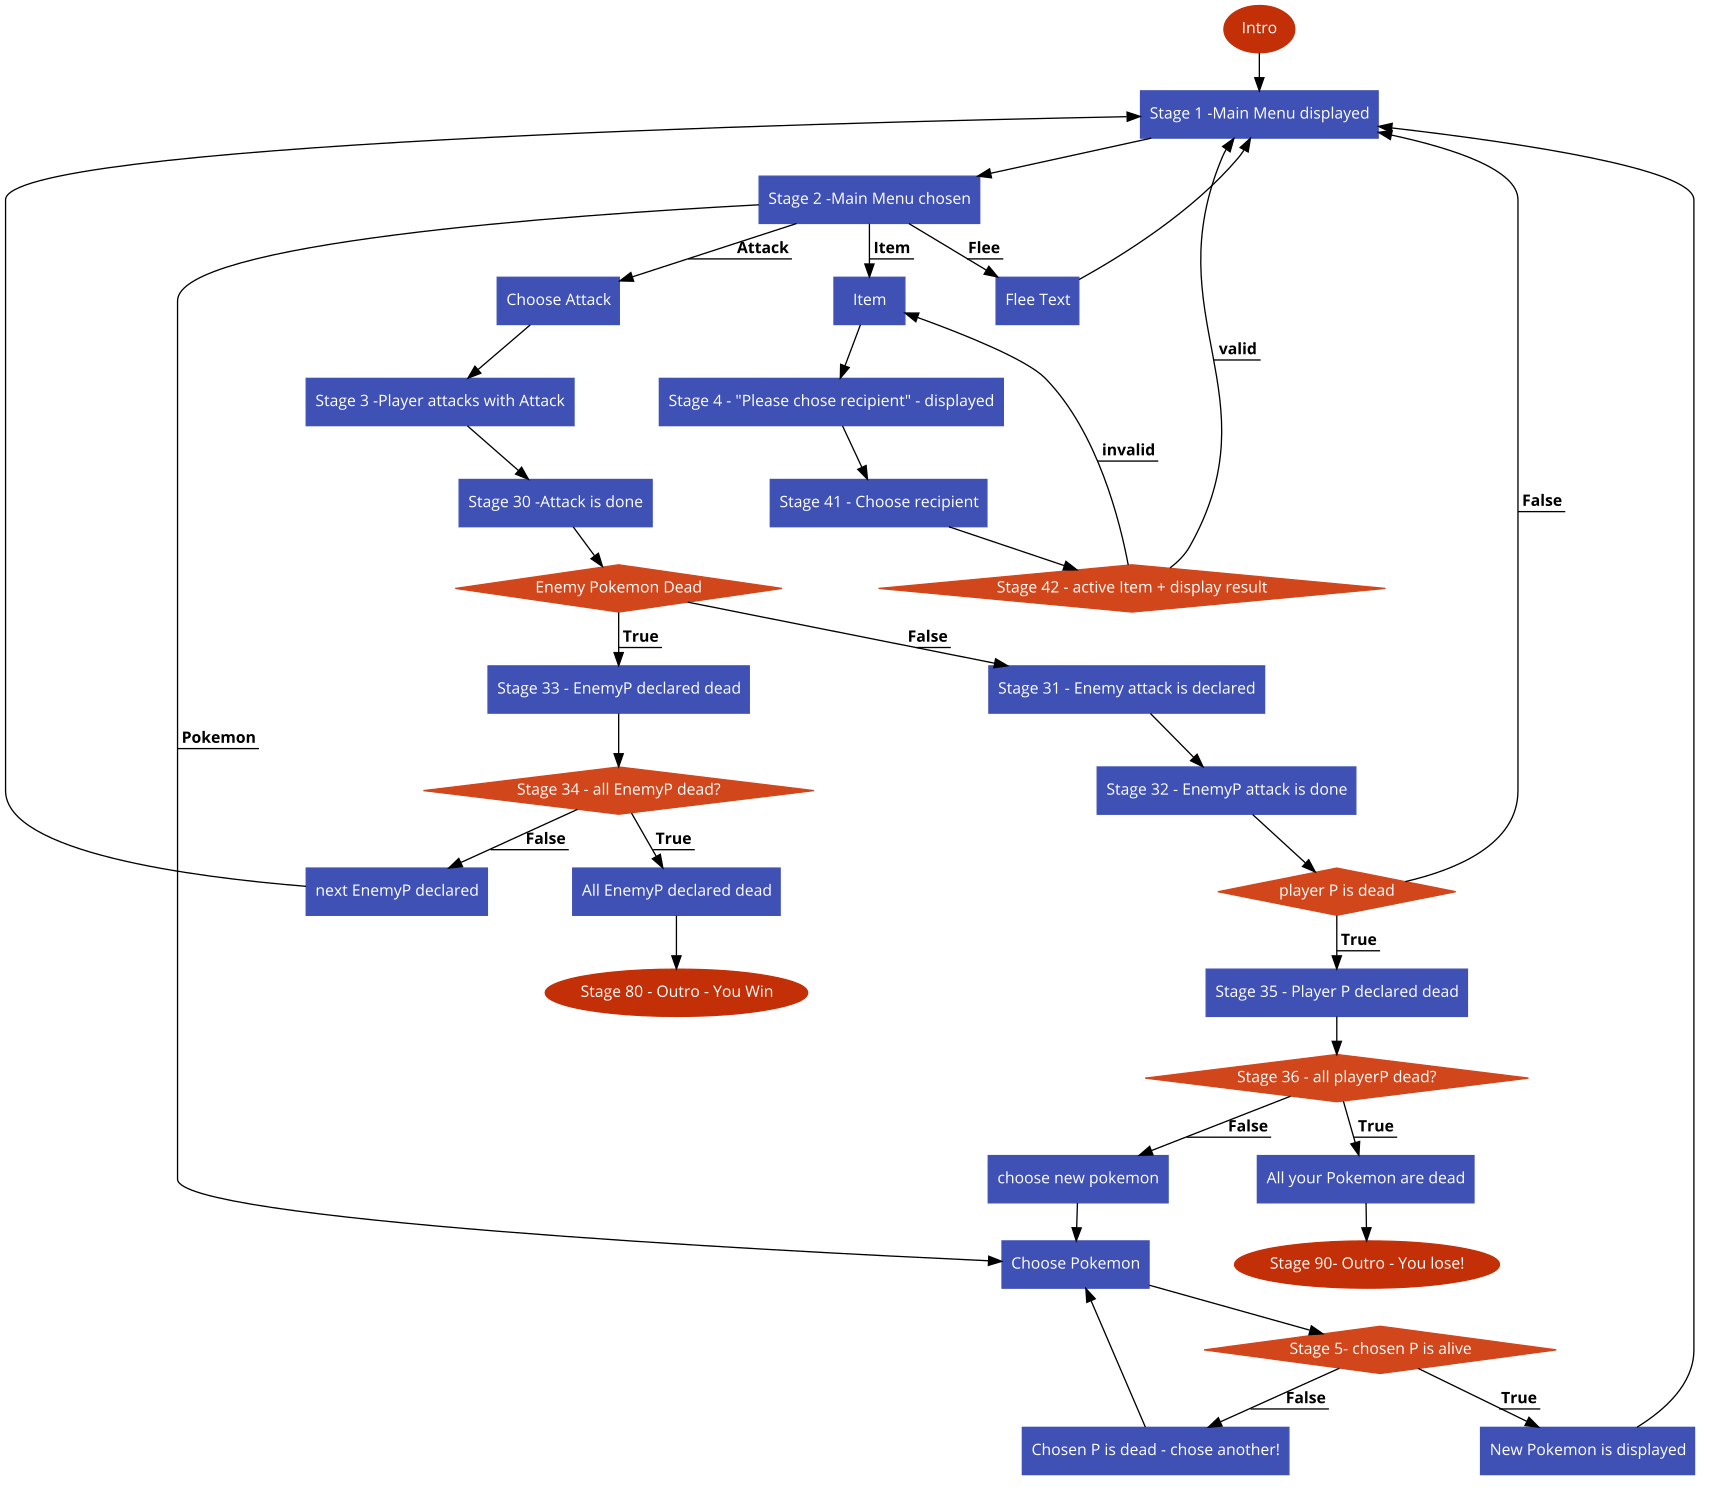 Intro
Stage 1 -Main Menu displayed
Stage 2 -Main Menu chosen
Attack
Item
Flee
Choose Attack
Item
Flee Text
valid
Stage 3 -Player attacks with Attack
Stage 4 - "Please chose recipient" - displayed
invalid
Stage 30 -Attack is done
Stage 41 - Choose recipient
False
Enemy Pokemon Dead
Stage 42 - active Item + display result
True
False
Stage 33 - EnemyP declared dead
Stage 31 - Enemy attack is declared
Pokemon
Stage 34 - all EnemyP dead?
Stage 32 - EnemyP attack is done
False
True
next EnemyP declared
All EnemyP declared dead
player P is dead
True
Stage 80 - Outro - You Win
Stage 35 - Player P declared dead
Stage 36 - all playerP dead?
False
True
choose new pokemon
All your Pokemon are dead
Choose Pokemon
Stage 90- Outro - You lose!
Stage 5- chosen P is alive
False
True
Chosen P is dead - chose another!
New Pokemon is displayed